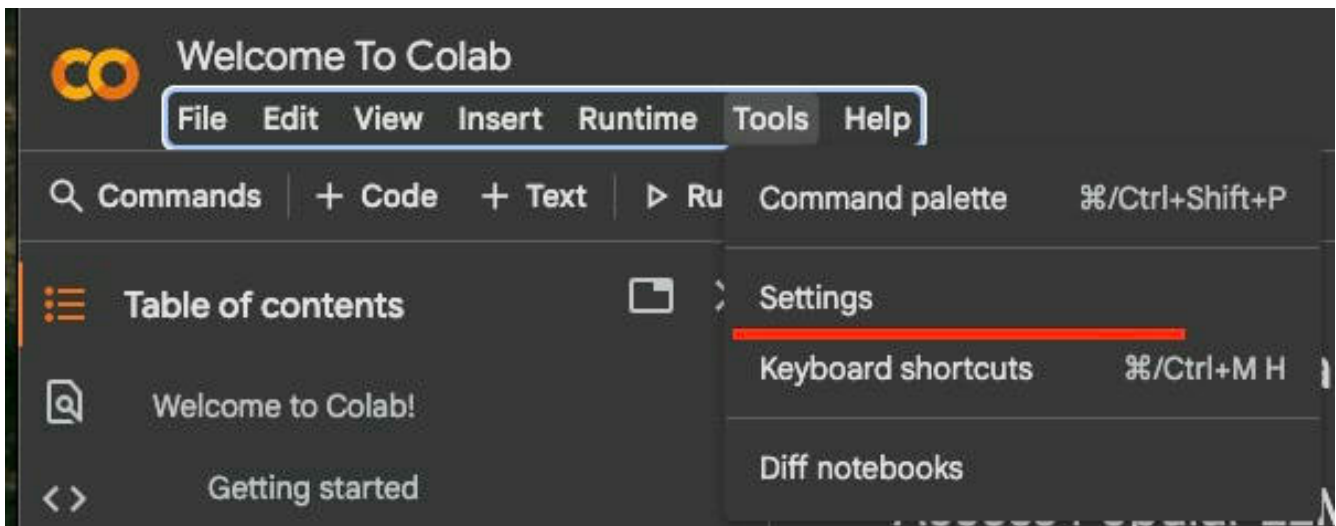 Welcome To Colab
File Edit View Insert Runtime Tools Help
Commands + Code + Text
Command palette ⌘/Ctrl+Shift+P
Table of contents
Settings
Keyboard shortcuts ⌘/Ctrl+M H
Welcome to Colab!
Diff notebooks
Getting started